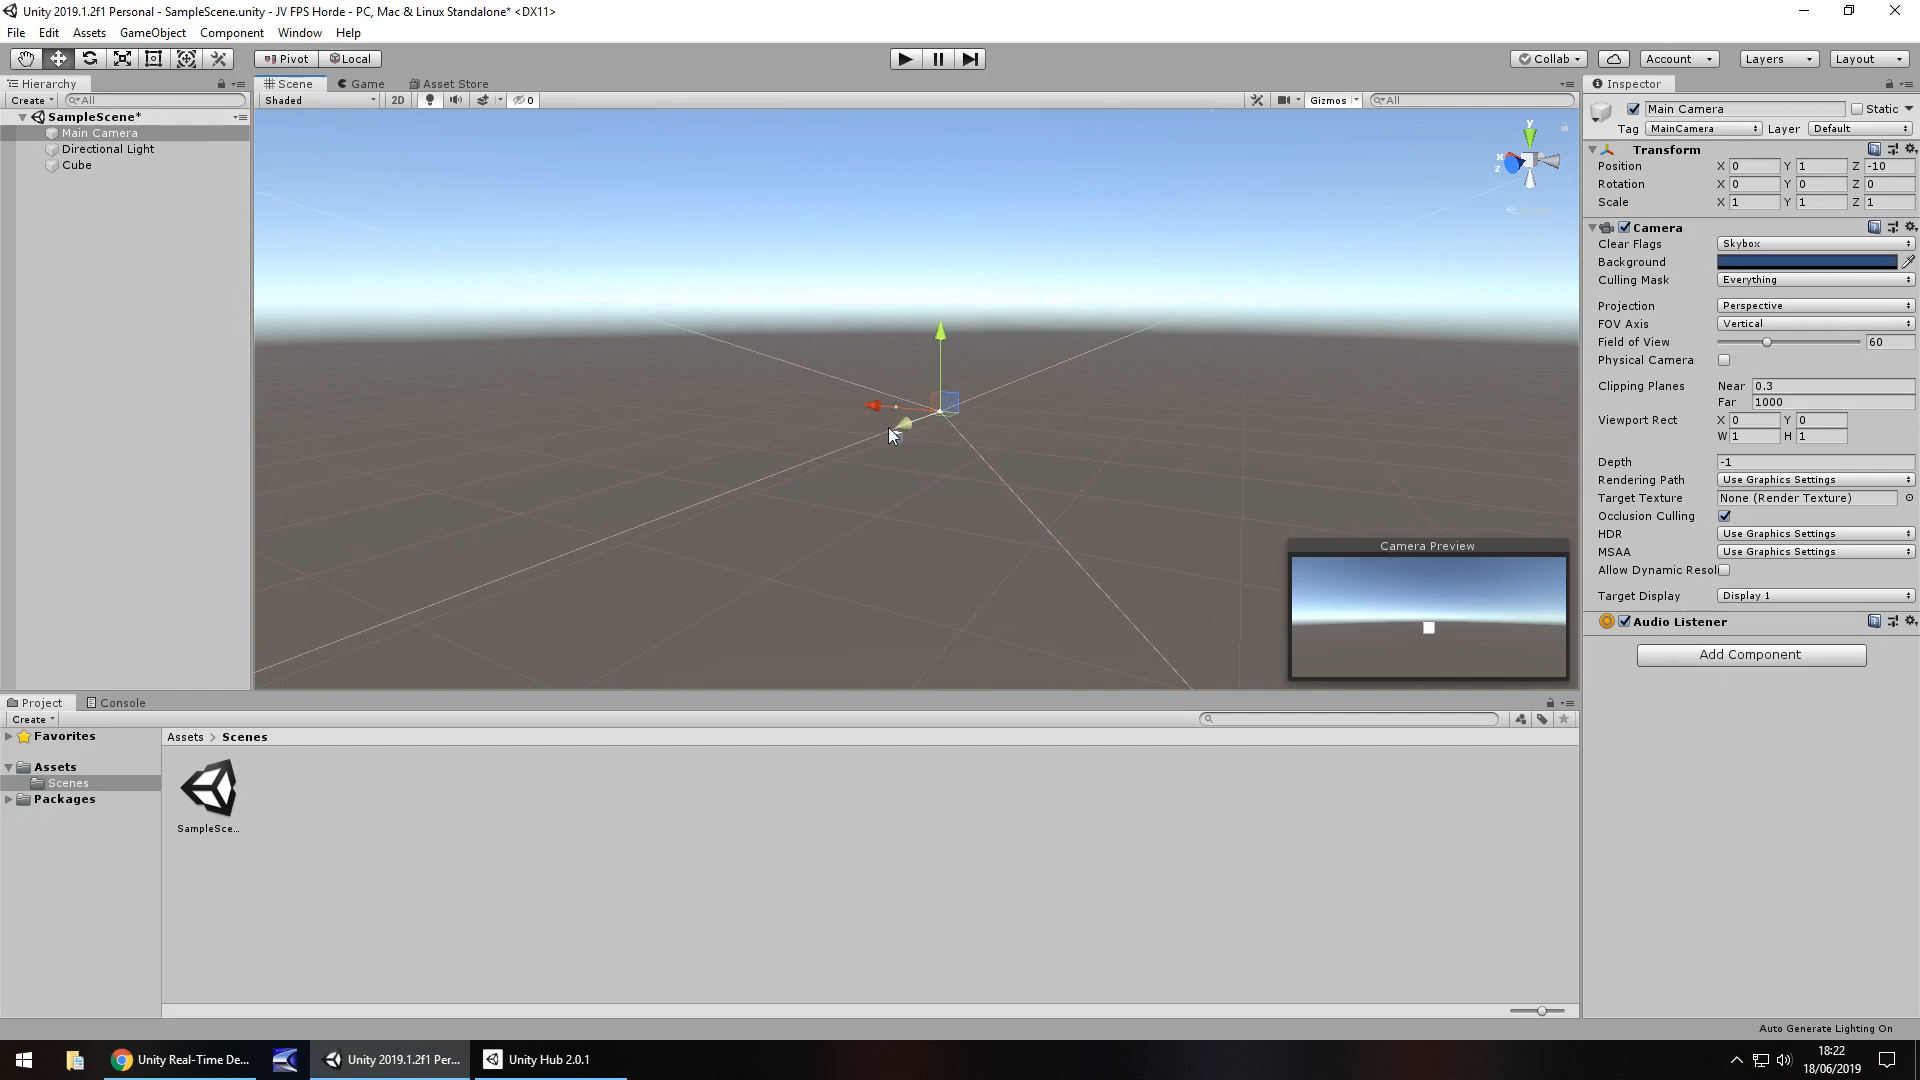 Unity 2019.1.2f1 Personal - SampleScene.unity - JV FPS Horde - PC, Mac & Linux Standalone* <DX11>
File Edit Assets GameObject Component Window Help
Pivot Local Collab Account Layers Layout
Hierarchy Scene Game Asset Store Inspector
Create All Shaded 2D 0 Gizmos All
SampleScene*
Main Camera
Directional Light
Cube
y
x
z
Main Camera Static
Tag MainCamera Layer Default
Transform
Position X 0 Y 1 Z -10
Rotation X 0 Y 0 Z 0
Scale X 1 Y 1 Z 1
Camera
Clear Flags Skybox
Background
Culling Mask Everything
Projection Perspective
FOV Axis Vertical
Field of View 60
Physical Camera
Clipping Planes Near 0.3
Far 1000
Viewport Rect X 0 Y 0
W 1 H 1
Depth -1
Rendering Path Use Graphics Settings
Target Texture None (Render Texture)
Occlusion Culling
HDR Use Graphics Settings
MSAA Use Graphics Settings
Allow Dynamic Resol
Target Display Display 1
Audio Listener
Add Component
Camera Preview
Project Console
Create
Favorites
Assets
Scenes
Packages
Assets > Scenes
SampleSce...
Auto Generate Lighting On
Unity Real-Time De... Unity 2019.1.2f1 Per... Unity Hub 2.0.1
18:22
18/06/2019